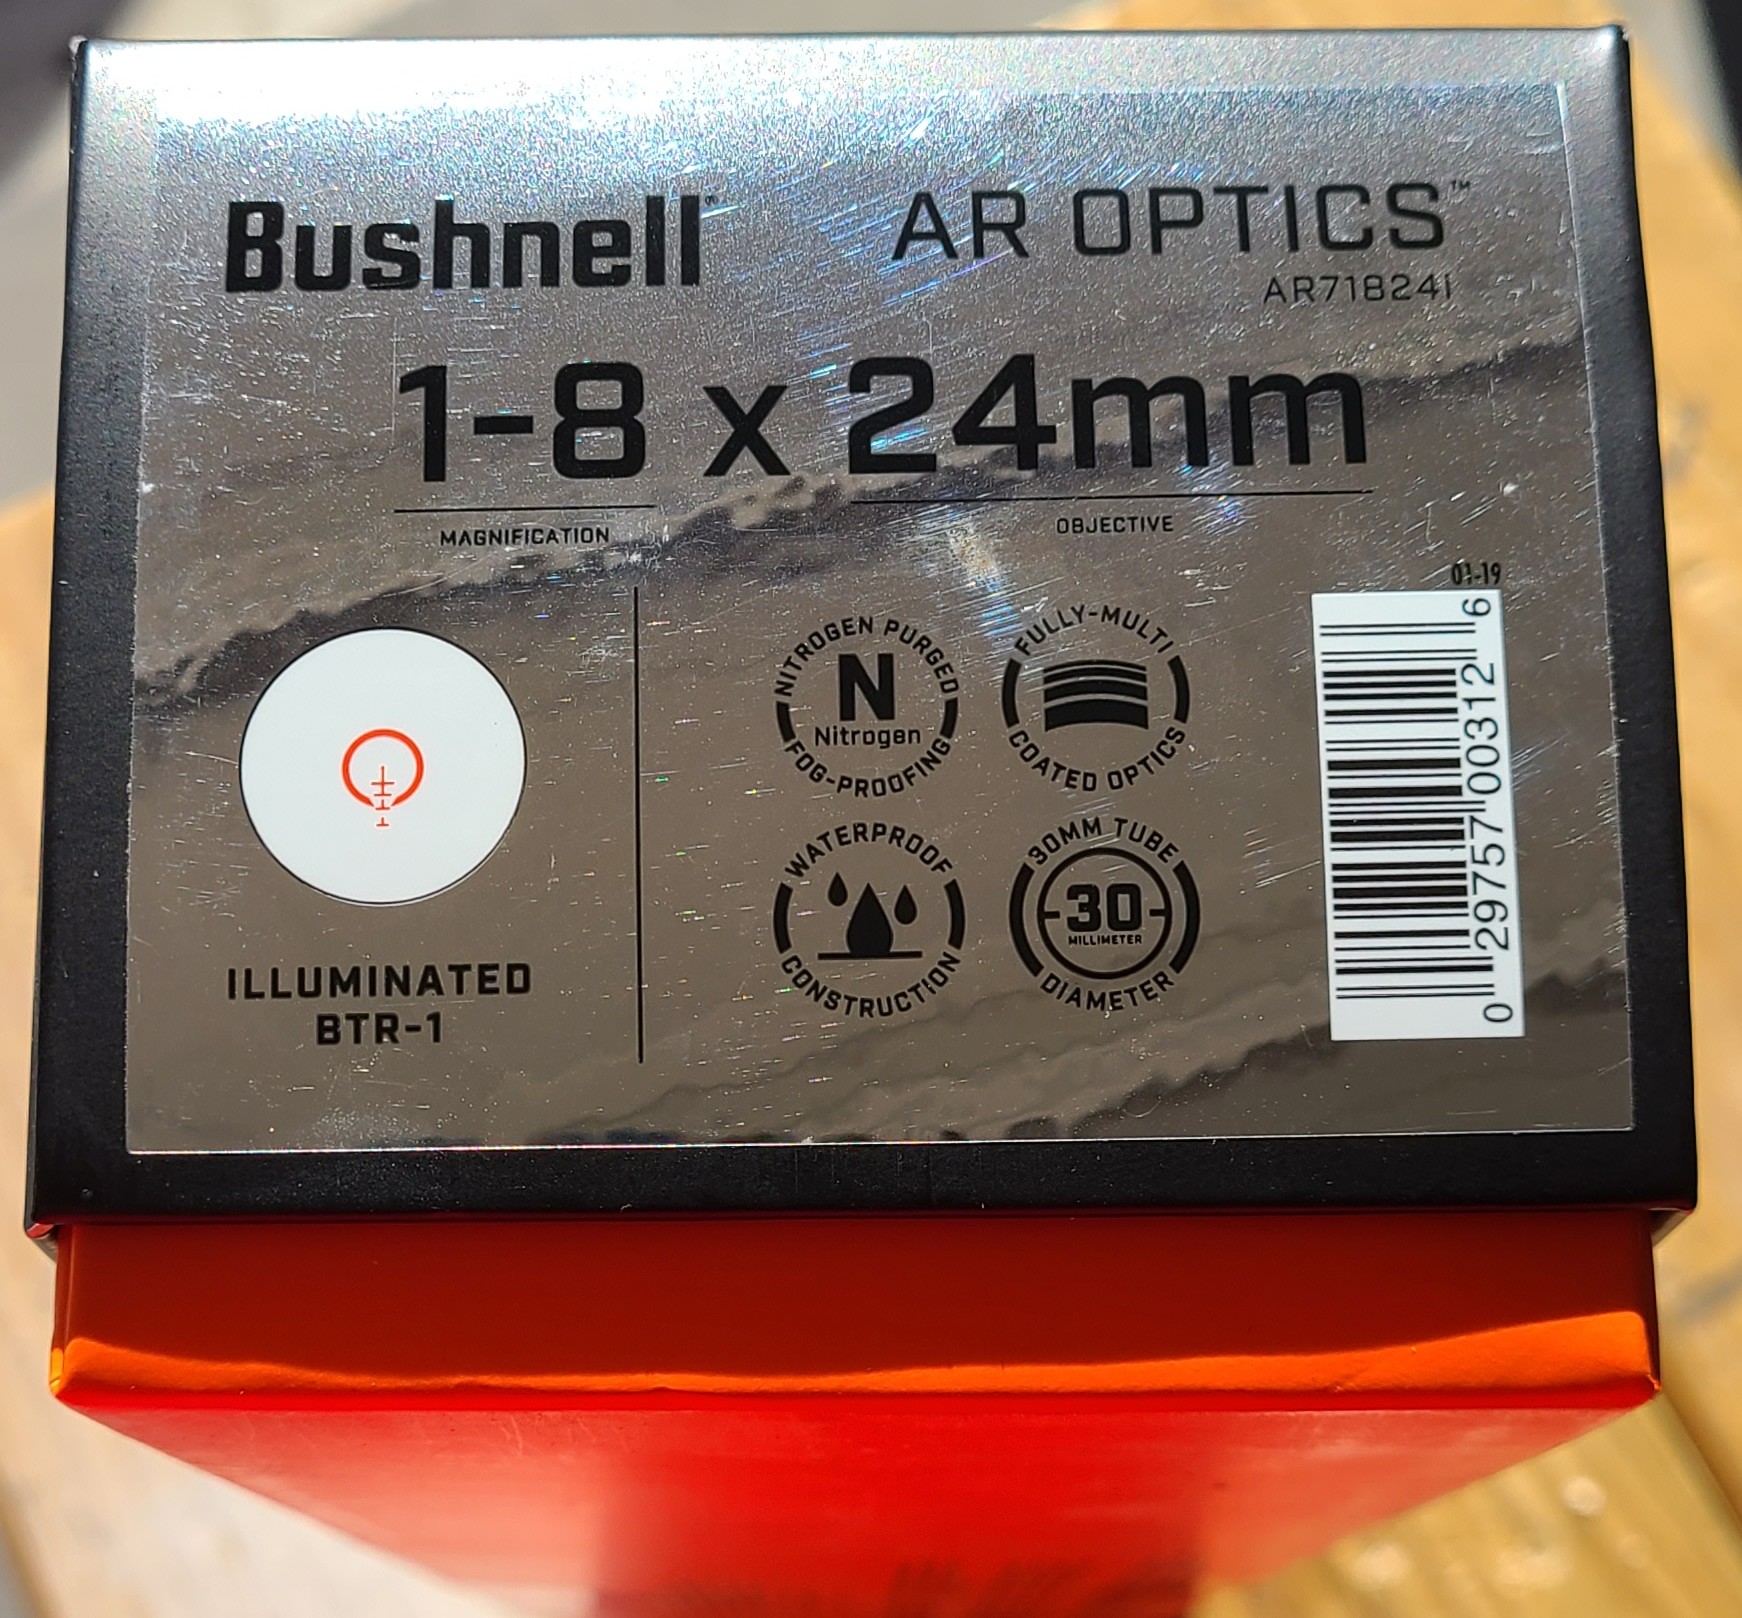 Bushnell®
AR OPTICS™
AR71824i
1-8 x 24mm
MAGNIFICATION
OBJECTIVE
ILLUMINATED
BTR-1
NITROGEN PURGED
N
Nitrogen
FOG-PROOFING
FULLY-MULTI
COATED OPTICS
WATERPROOF
CONSTRUCTION
30MM TUBE
-30-
MILLIMETER
DIAMETER
01-19
0 29757 00312 6